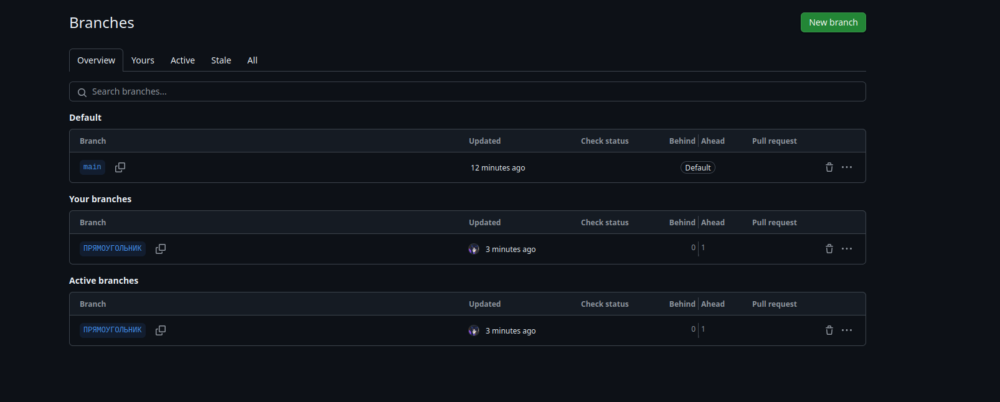 Branches
New branch
Overview Yours Active Stale All
Search branches...
Default
Branch Updated Check status Behind Ahead Pull request
main 12 minutes ago Default
Your branches
Branch Updated Check status Behind Ahead Pull request
ПРЯМОУГОЛЬНИК 3 minutes ago 0 1
Active branches
Branch Updated Check status Behind Ahead Pull request
ПРЯМОУГОЛЬНИК 3 minutes ago 0 1